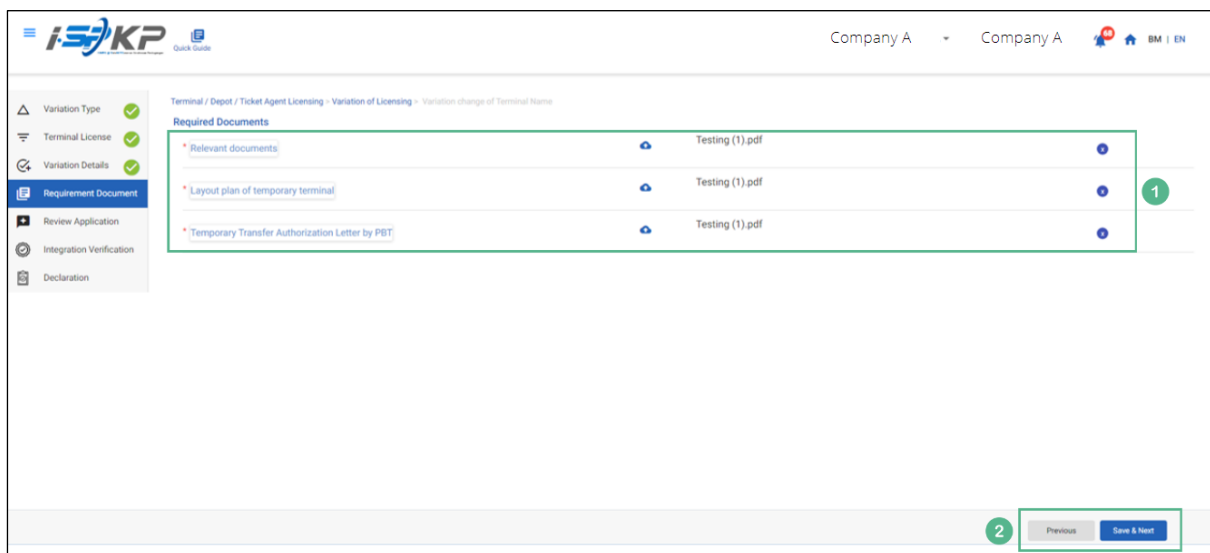 i-SPKP
Quick Guide
Company A
Company A
68
BM | EN
Variation Type
Terminal License
Variation Details
Requirement Document
Review Application
Integration Verification
Declaration
Terminal / Depot / Ticket Agent Licensing > Variation of Licensing > Variation change of Terminal Name
Required Documents
* Relevant documents
Testing (1).pdf
x
* Layout plan of temporary terminal
Testing (1).pdf
x
* Temporary Transfer Authorization Letter by PBT
Testing (1).pdf
x
1
2
Previous
Save & Next